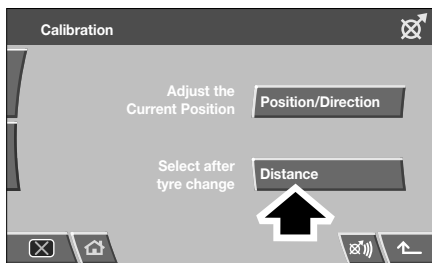 Calibration
Adjust the
Current Position
Position/Direction
Select after
tyre change
Distance